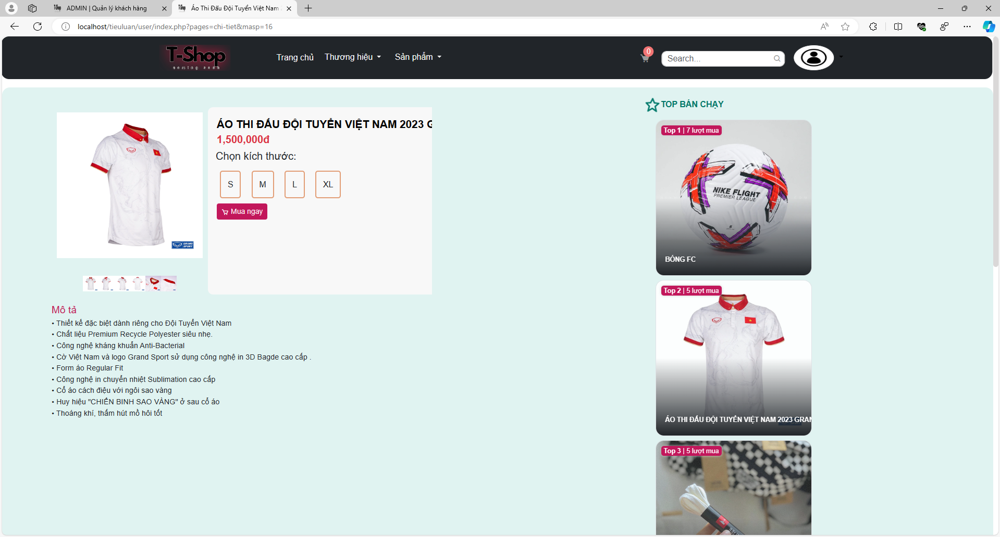 ADMIN | Quản lý khách hàng
Áo Thi Đấu Đội Tuyển Việt Nam
localhost/tieuluan/user/index.php?pages=chi-tiet&masp=16
T-Shop
Trang chủ
Thương hiệu
Sản phẩm
0
Search...
ÁO THI ĐẤU ĐỘI TUYỂN VIỆT NAM 2023 G
1,500,000đ
Chọn kích thước:
S
M
L
XL
Mua ngay
GRAND
SPORT
Mô tả
• Thiết kế đặc biệt dành riêng cho Đội Tuyển Việt Nam
• Chất liệu Premium Recycle Polyester siêu nhẹ.
• Công nghệ kháng khuẩn Anti-Bacterial
• Cờ Việt Nam và logo Grand Sport sử dụng công nghệ in 3D Bagde cao cấp .
• Form áo Regular Fit
• Công nghệ in chuyển nhiệt Sublimation cao cấp
• Cổ áo cách điệu với ngôi sao vàng
• Huy hiệu "CHIẾN BINH SAO VÀNG" ở sau cổ áo
• Thoáng khí, thấm hút mồ hôi tốt
TOP BÁN CHẠY
Top 1 | 7 lượt mua
NIKE FLIGHT
PREMIER LEAGUE
BÓNG FC
Top 2 | 5 lượt mua
ÁO THI ĐẤU ĐỘI TUYỂN VIỆT NAM 2023 GRAN
Top 3 | 5 lượt mua